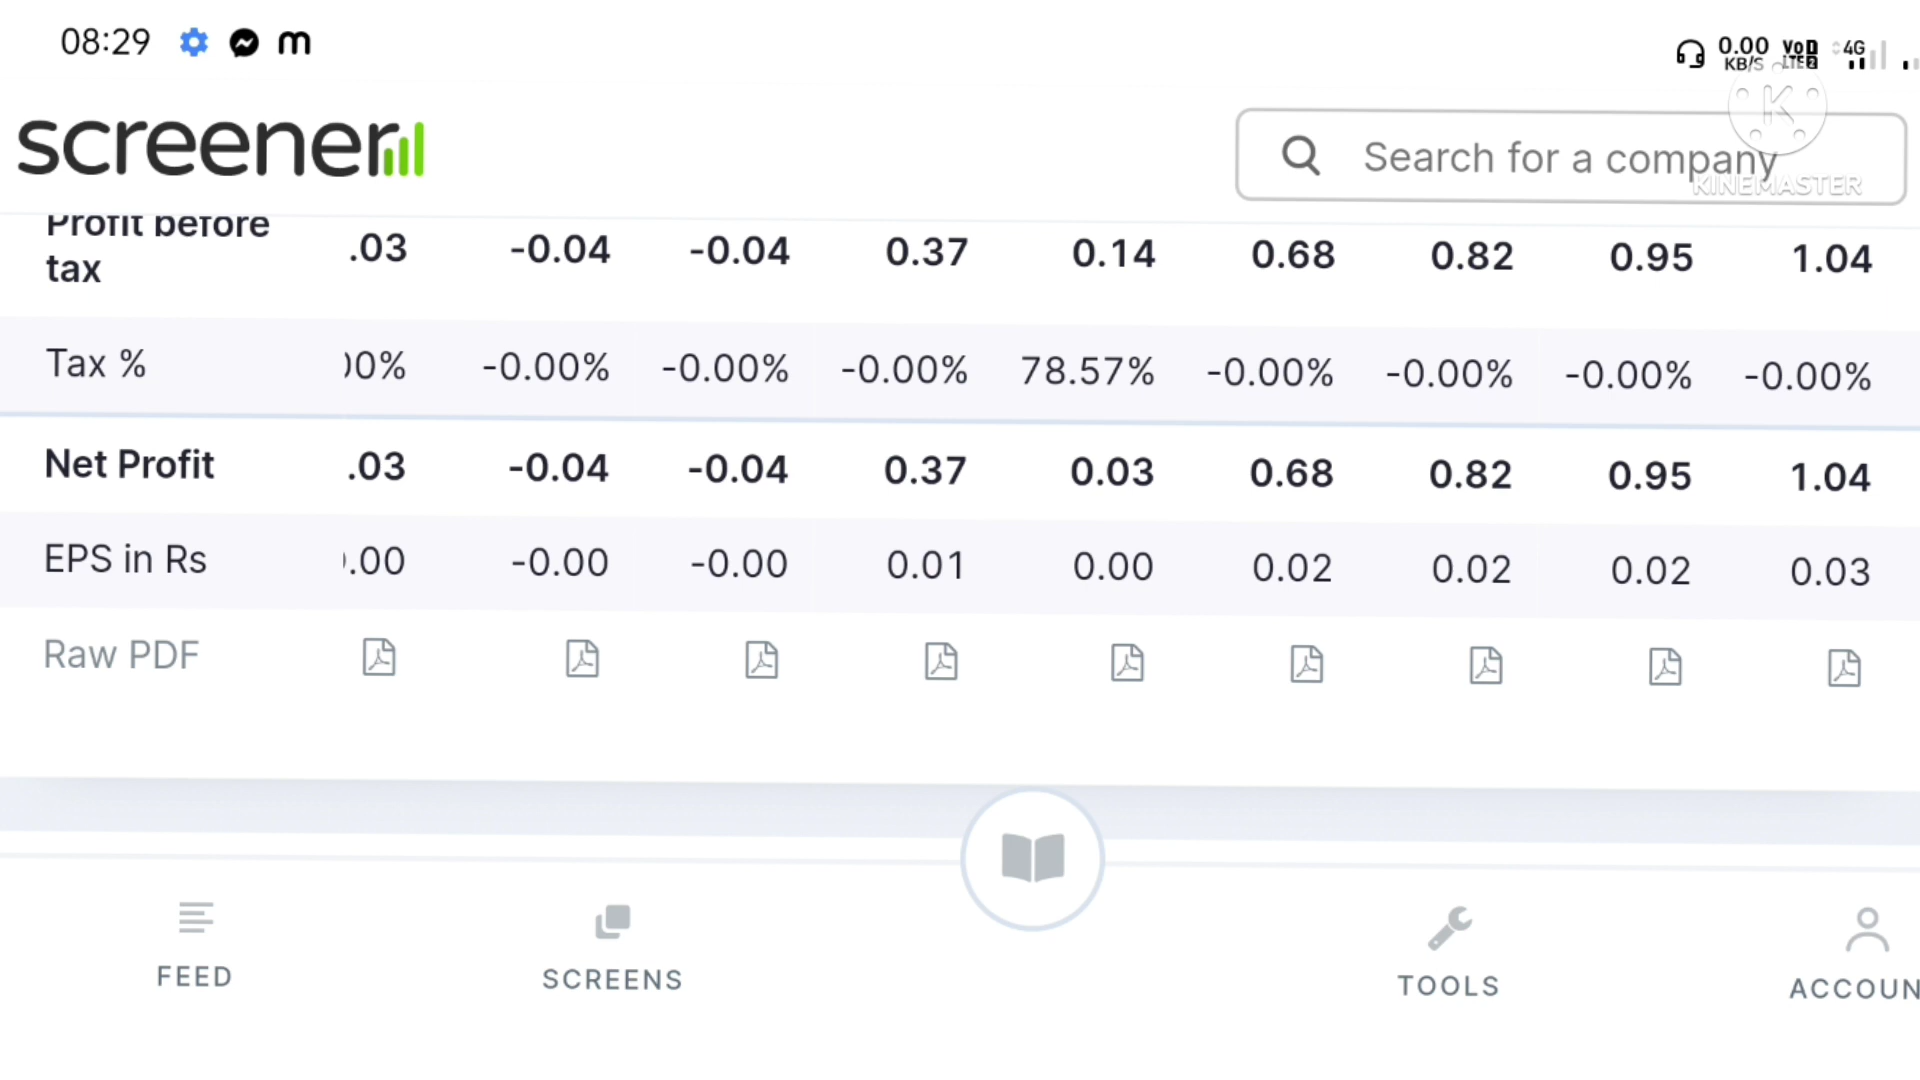 08:29 m 0.00 KB/S VoD LTE2 4G
screener
Search for a company
KINEMASTER
Profit before tax .03 -0.04 -0.04 0.37 0.14 0.68 0.82 0.95 1.04
Tax % 00% -0.00% -0.00% -0.00% 78.57% -0.00% -0.00% -0.00% -0.00%
Net Profit .03 -0.04 -0.04 0.37 0.03 0.68 0.82 0.95 1.04
EPS in Rs .00 -0.00 -0.00 0.01 0.00 0.02 0.02 0.02 0.03
Raw PDF
FEED SCREENS TOOLS ACCOUN